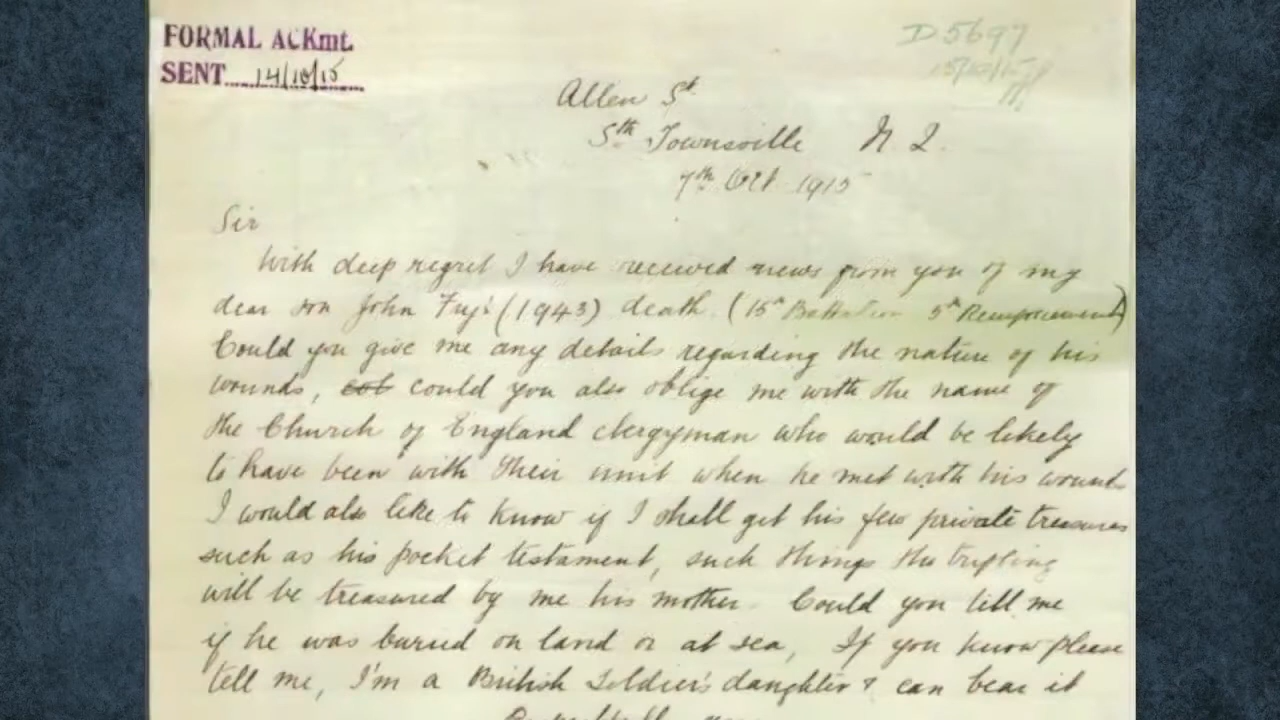 FORMAL ACKmt.
SENT....14/10/15
D5697
Allen St
Sth Townsville N Q.
7th Oct 1915
Sir
With deep regret I have received news from you of my
dear son John Fry's (1943) death. (15th Battalion 5th Reinforcement)
Could you give me any details regarding the nature of his
wounds, could you also oblige me with the name of
the Church of England clergyman who would be likely
to have been with their unit when he met with his wounds
I would also like to know if I shall get his few private treasures
such as his pocket testament, such things tho trifling
will be treasured by me his mother. Could you tell me
if he was buried on land or at sea, If you know please
tell me, I'm a British Soldier's daughter & can bear it